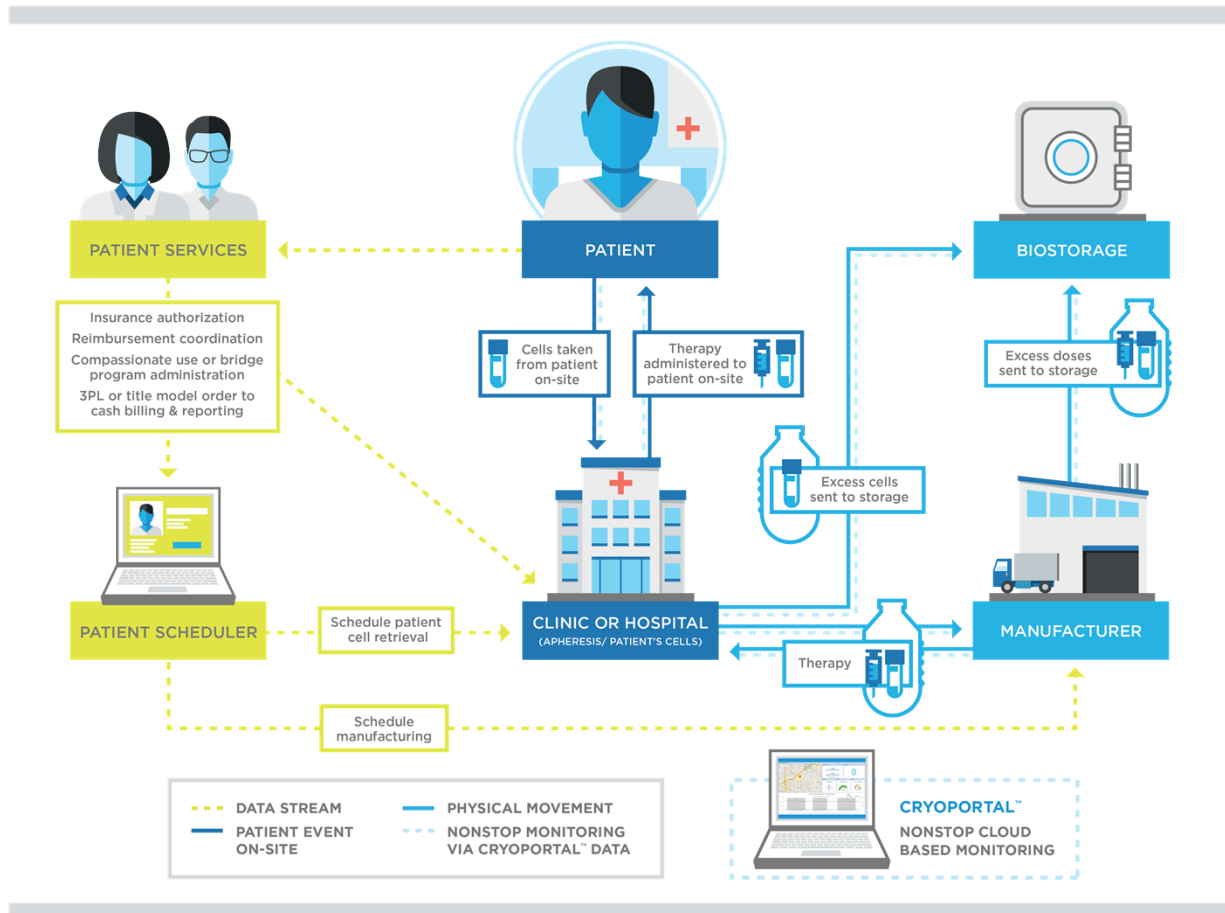 PATIENT SERVICES
PATIENT
BIOSTORAGE
Insurance authorization
Reimbursement coordination
Compassionate use or bridge
program administration
3PL or title model order to
cash billing & reporting
Cells taken
from patient
on-site
Therapy
administered to
patient on-site
Excess doses
sent to storage
Excess cells
sent to storage
PATIENT SCHEDULER
Schedule patient
cell retrieval
CLINIC OR HOSPITAL
(APHERESIS/ PATIENT'S CELLS)
MANUFACTURER
Therapy
Schedule
manufacturing
DATA STREAM
PATIENT EVENT
ON-SITE
PHYSICAL MOVEMENT
NONSTOP MONITORING
VIA CRYOPORTAL™ DATA
CRYOPORTAL™
NONSTOP CLOUD
BASED MONITORING